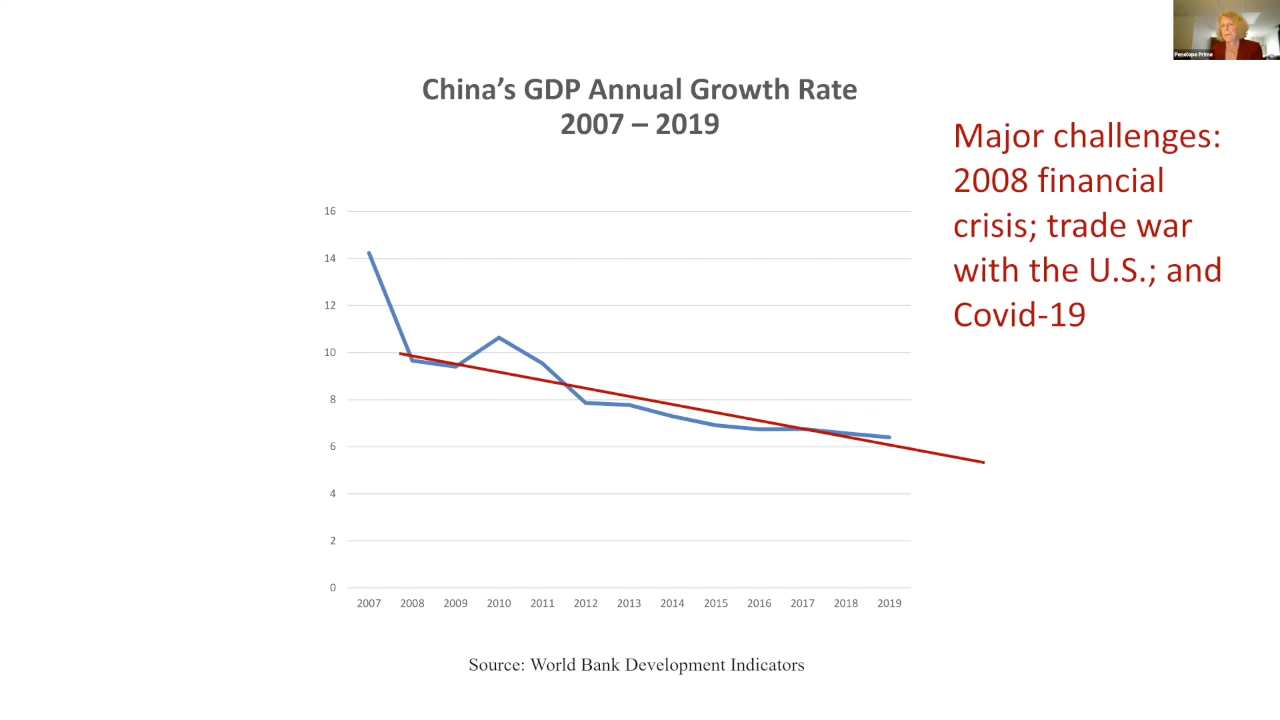 Penelope Prime
China's GDP Annual Growth Rate
2007 – 2019
Major challenges:
2008 financial
crisis; trade war
with the U.S.; and
Covid-19
16
14
12
10
8
6
4
2
0
2007 2008 2009 2010 2011 2012 2013 2014 2015 2016 2017 2018 2019
Source: World Bank Development Indicators